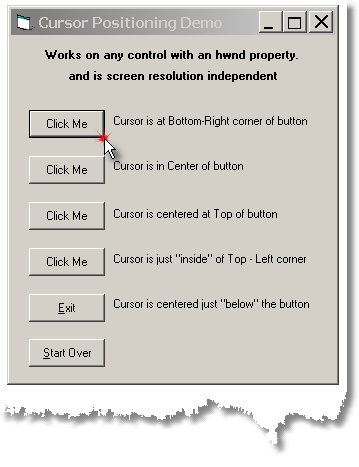 Cursor Positioning Demo
Works on any control with an hwnd property.
and is screen resolution independent
Click Me Cursor is at Bottom-Right corner of button
Click Me Cursor is in Center of button
Click Me Cursor is centered at Top of button
Click Me Cursor is just "inside" of Top - Left corner
Exit Cursor is centered just "below" the button
Start Over